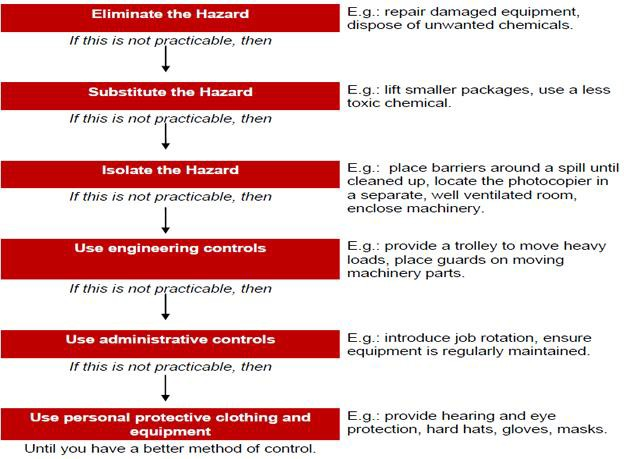 Eliminate the Hazard
E.g.: repair damaged equipment,
dispose of unwanted chemicals.
If this is not practicable, then
Substitute the Hazard
E.g.: lift smaller packages, use a less
toxic chemical.
If this is not practicable, then
Isolate the Hazard
E.g.: place barriers around a spill until
cleaned up, locate the photocopier in
a separate, well ventilated room,
enclose machinery.
If this is not practicable, then
Use engineering controls
E.g.: provide a trolley to move heavy
loads, place guards on moving
machinery parts.
If this is not practicable, then
Use administrative controls
E.g.: introduce job rotation, ensure
equipment is regularly maintained.
If this is not practicable, then
Use personal protective clothing and
equipment
E.g.: provide hearing and eye
protection, hard hats, gloves, masks.
Until you have a better method of control.